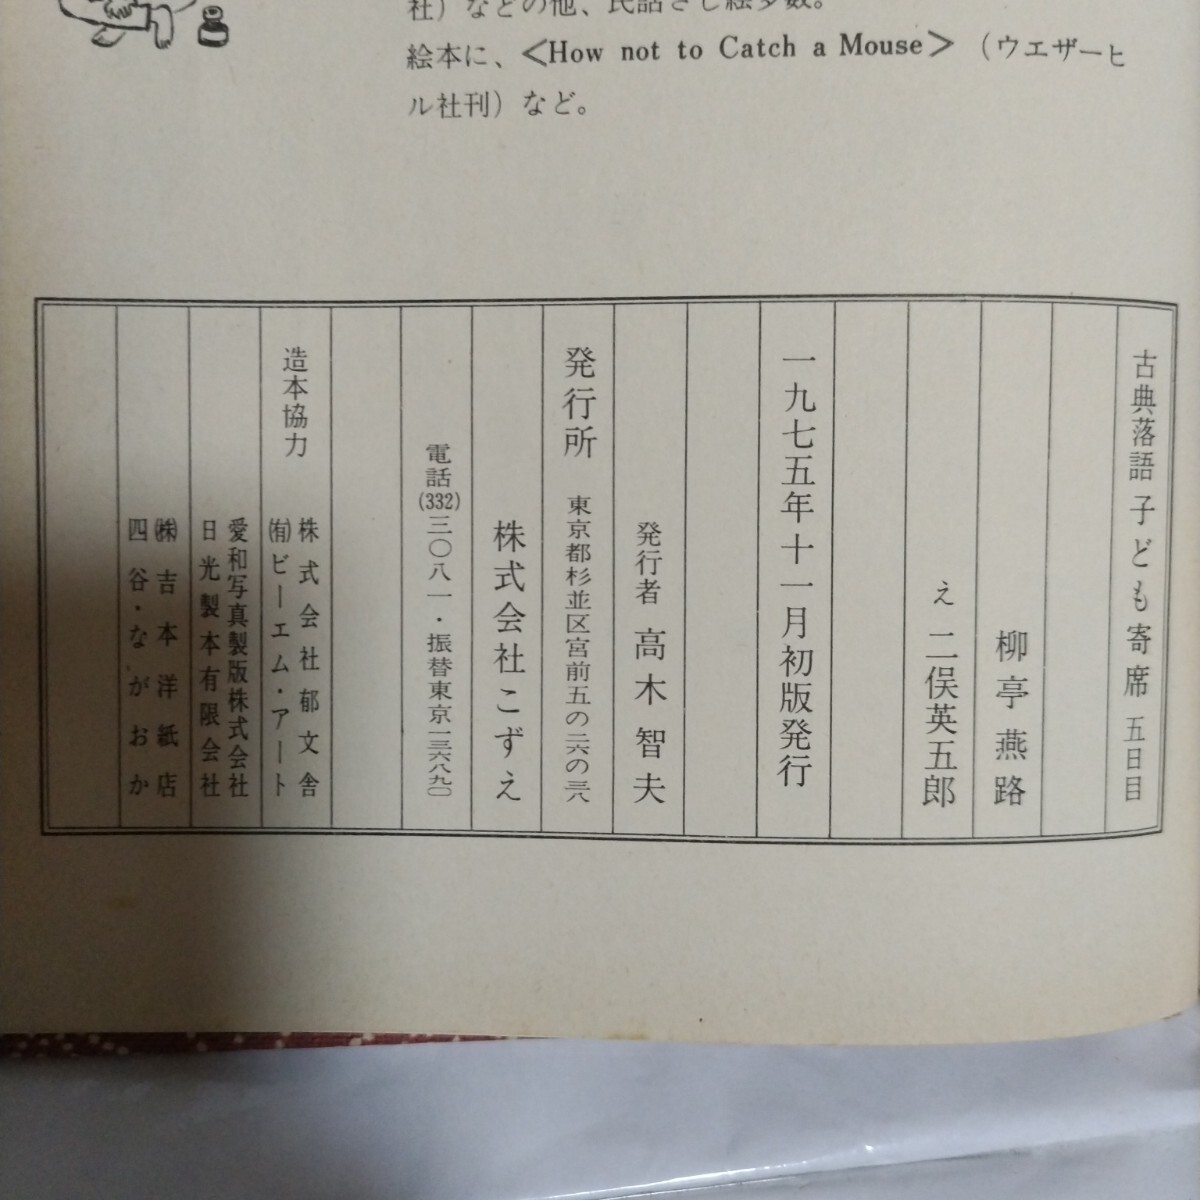 社）などの他、民話さし絵多数。
絵本に、＜How not to Catch a Mouse＞（ウエザーヒ
ル社刊）など。
古典落語 子ども寄席 五日目
柳亭燕路
え 二俣英五郎
一九七五年十一月初版発行
発行者 高木智夫
発行所 東京都杉並区宮前五の二六の三八
株式会社こずえ
電話(332)三〇八一・振替東京一三六八九〇
造本協力 株式会社郁文舎
㈲ビーエム・アート
愛和写真製版株式会社
日光製本有限会社
㈱吉本洋紙店
四谷・ながおか